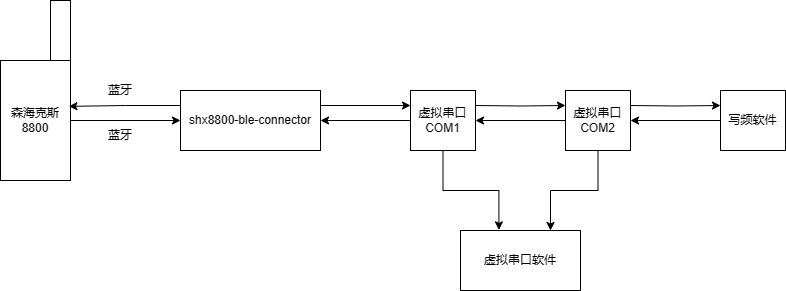 蓝牙
森海克斯
8800
shx8800-ble-connector
虚拟串口
COM1
虚拟串口
COM2
写频软件
蓝牙
虚拟串口软件